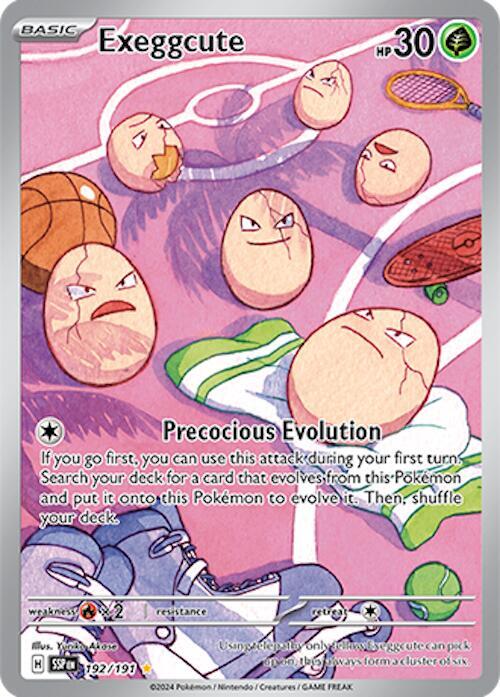 BASIC
Exeggcute HP 30
Precocious Evolution
If you go first, you can use this attack during your first turn.
Search your deck for a card that evolves from this Pokémon
and put it onto this Pokémon to evolve it. Then, shuffle
your deck.
weakness ×2 resistance retreat
Illus. Yuriko Akase
Using telepathy only fellow Exeggcute can pick
up on, they always form a cluster of six.
H SSP EN 192/191
©2024 Pokémon / Nintendo / Creatures / GAME FREAK